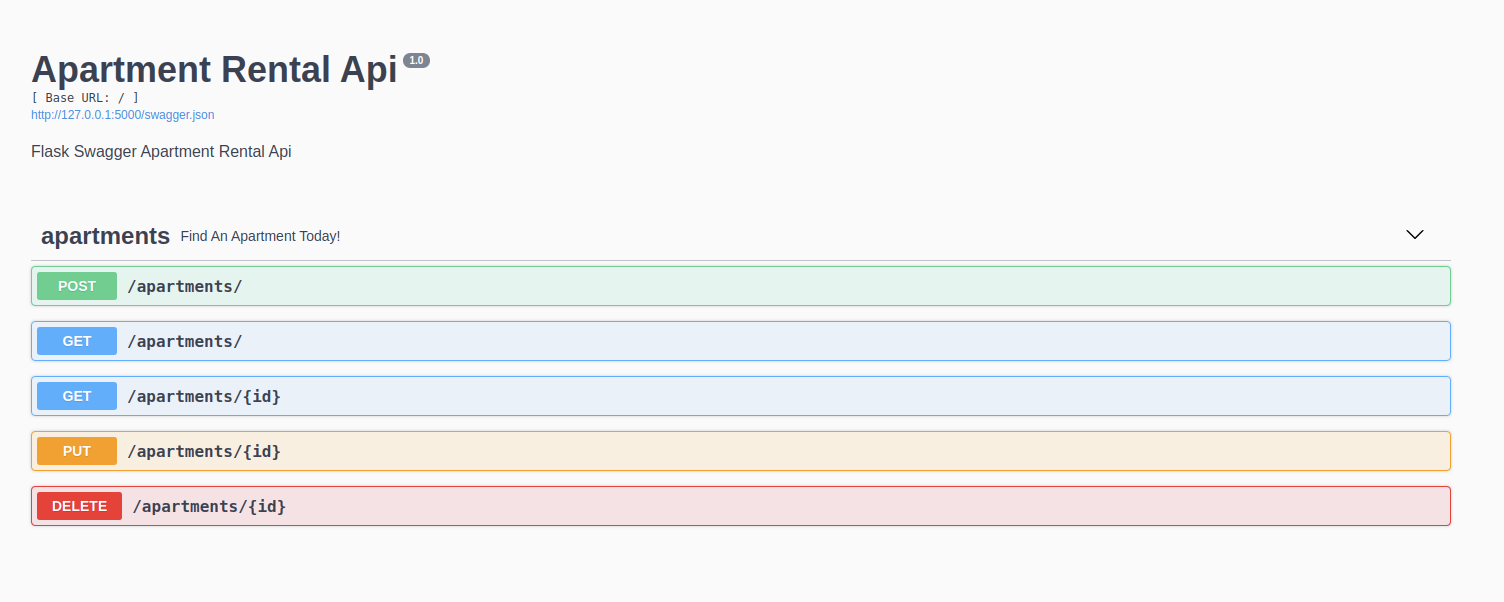 Apartment Rental Api 1.0
[ Base URL: / ]
http://127.0.0.1:5000/swagger.json
Flask Swagger Apartment Rental Api
apartments Find An Apartment Today!
POST /apartments/
GET /apartments/
GET /apartments/{id}
PUT /apartments/{id}
DELETE /apartments/{id}